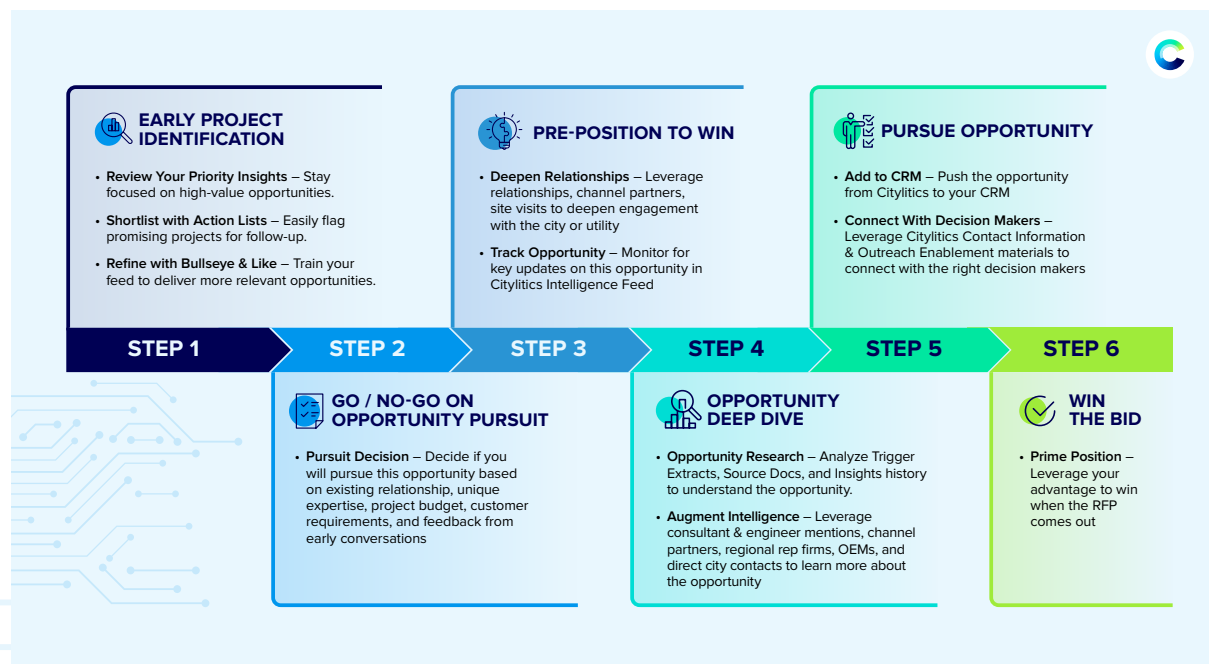 EARLY PROJECT
IDENTIFICATION
• Review Your Priority Insights – Stay
focused on high-value opportunities.
• Shortlist with Action Lists – Easily flag
promising projects for follow-up.
• Refine with Bullseye & Like – Train your
feed to deliver more relevant opportunities.
PRE-POSITION TO WIN
• Deepen Relationships – Leverage
relationships, channel partners,
site visits to deepen engagement
with the city or utility
• Track Opportunity – Monitor for
key updates on this opportunity in
Citylitics Intelligence Feed
PURSUE OPPORTUNITY
• Add to CRM – Push the opportunity
from Citylitics to your CRM
• Connect With Decision Makers –
Leverage Citylitics Contact Information
& Outreach Enablement materials to
connect with the right decision makers
STEP 1
STEP 2
STEP 3
STEP 4
STEP 5
STEP 6
GO / NO-GO ON
OPPORTUNITY PURSUIT
• Pursuit Decision – Decide if you
will pursue this opportunity based
on existing relationship, unique
expertise, project budget, customer
requirements, and feedback from
early conversations
OPPORTUNITY
DEEP DIVE
• Opportunity Research – Analyze Trigger
Extracts, Source Docs, and Insights history
to understand the opportunity.
• Augment Intelligence – Leverage
consultant & engineer mentions, channel
partners, regional rep firms, OEMs, and
direct city contacts to learn more about
the opportunity
WIN
THE BID
• Prime Position –
Leverage your
advantage to win
when the RFP
comes out